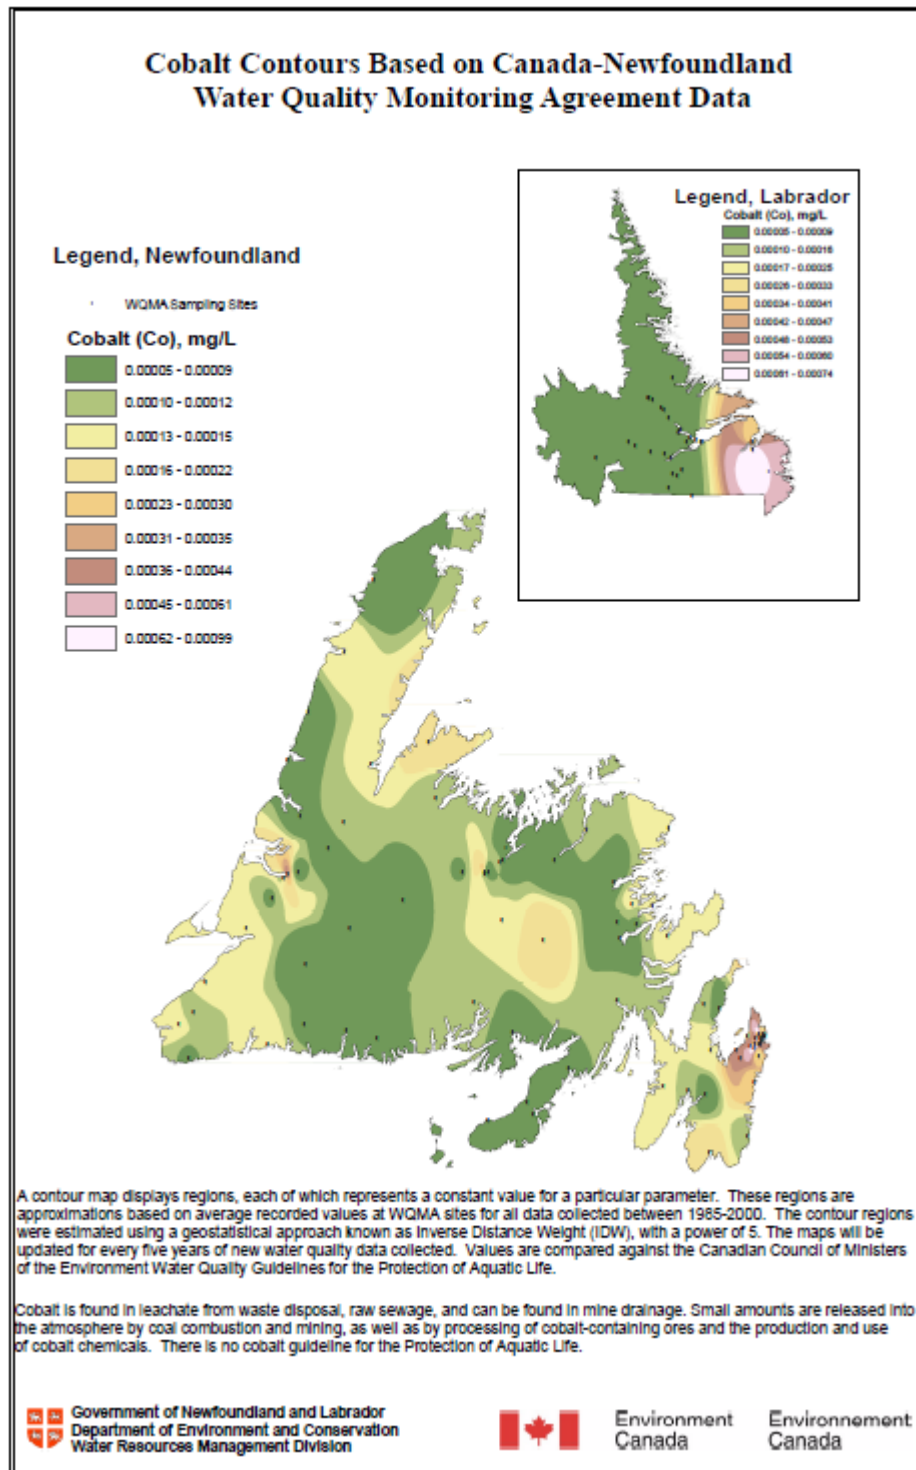 Cobalt Contours Based on Canada-Newfoundland
Water Quality Monitoring Agreement Data
Legend, Labrador
Cobalt (Co), mg/L
0.00005 - 0.00009
0.00010 - 0.00016
0.00017 - 0.00025
0.00026 - 0.00033
0.00034 - 0.00041
0.00042 - 0.00047
0.00048 - 0.00053
0.00054 - 0.00060
0.00061 - 0.00074
Legend, Newfoundland
WQMA Sampling Sites
Cobalt (Co), mg/L
0.00005 - 0.00009
0.00010 - 0.00012
0.00013 - 0.00015
0.00016 - 0.00022
0.00023 - 0.00030
0.00031 - 0.00035
0.00036 - 0.00044
0.00045 - 0.00061
0.00062 - 0.00099
A contour map displays regions, each of which represents a constant value for a particular parameter. These regions are
approximations based on average recorded values at WQMA sites for all data collected between 1985-2000. The contour regions
were estimated using a geostatistical approach known as Inverse Distance Weight (IDW), with a power of 5. The maps will be
updated for every five years of new water quality data collected. Values are compared against the Canadian Council of Ministers
of the Environment Water Quality Guidelines for the Protection of Aquatic Life.
Cobalt is found in leachate from waste disposal, raw sewage, and can be found in mine drainage. Small amounts are released into
the atmosphere by coal combustion and mining, as well as by processing of cobalt-containing ores and the production and use
of cobalt chemicals. There is no cobalt guideline for the Protection of Aquatic Life.
Government of Newfoundland and Labrador
Department of Environment and Conservation
Water Resources Management Division
Environment
Canada
Environnement
Canada